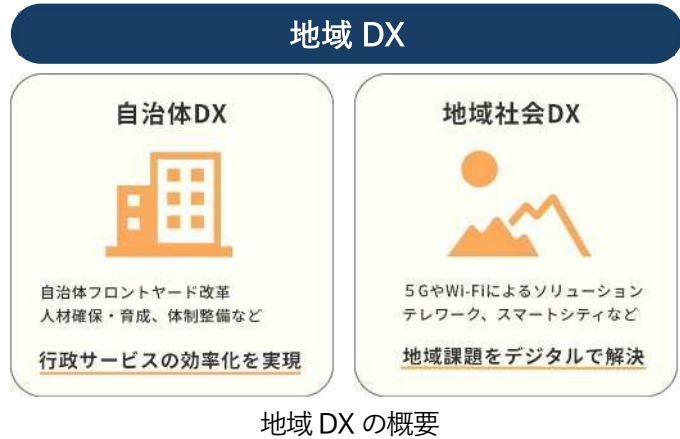 地域 DX
自治体DX
自治体フロントヤード改革
人材確保・育成、体制整備など
行政サービスの効率化を実現
地域社会DX
5GやWi-Fiによるソリューション
テレワーク、スマートシティなど
地域課題をデジタルで解決
地域 DX の概要